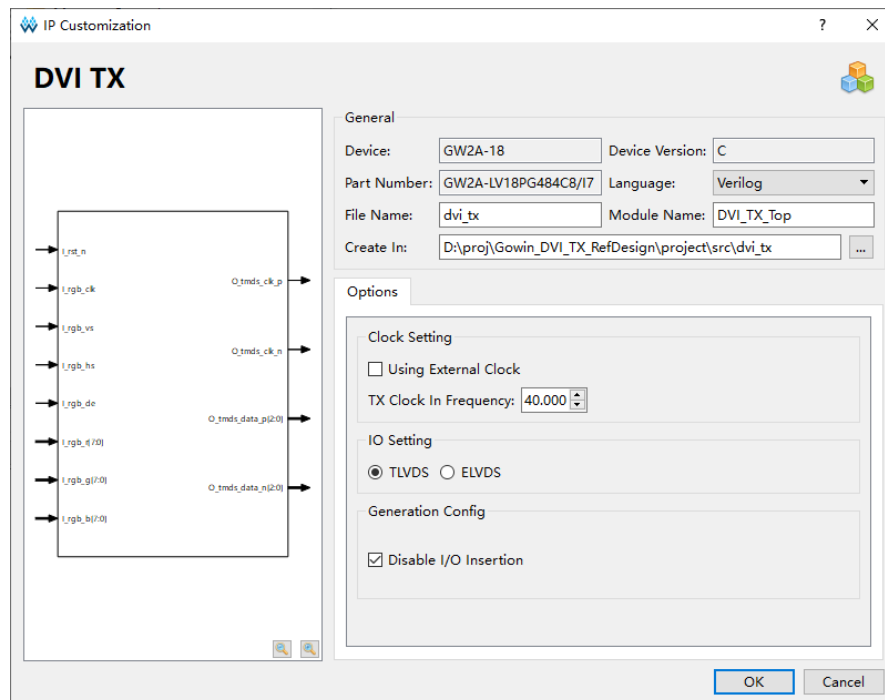 IP Customization
?
DVI TX
I_rst_n
I_rgb_clk
I_rgb_vs
I_rgb_hs
I_rgb_de
I_rgb_r[7:0]
I_rgb_g[7:0]
I_rgb_b[7:0]
O_tmds_clk_p
O_tmds_clk_n
O_tmds_data_p[2:0]
O_tmds_data_n[2:0]
General
Device: GW2A-18 Device Version: C
Part Number: GW2A-LV18PG484C8/I7 Language: Verilog
File Name: dvi_tx Module Name: DVI_TX_Top
Create In: D:\proj\Gowin_DVI_TX_RefDesign\project\src\dvi_tx ...
Options
Clock Setting
Using External Clock
TX Clock In Frequency: 40.000
IO Setting
TLVDS ELVDS
Generation Config
Disable I/O Insertion
OK Cancel